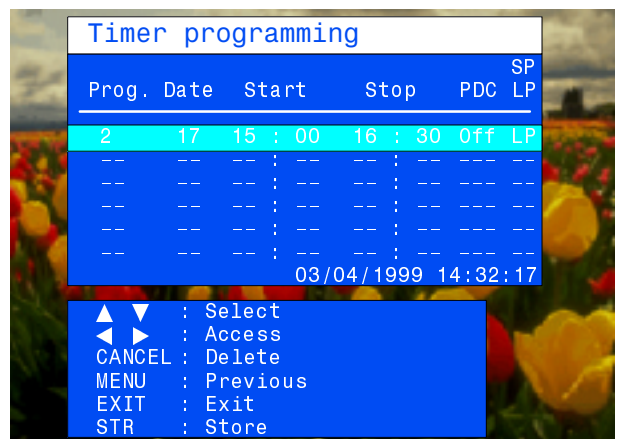 Timer programming
SP
Prog. Date Start Stop PDC LP
2 17 15 : 00 16 : 30 Off LP
-- -- -- : -- -- : -- --- --
-- -- -- : -- -- : -- --- --
-- -- -- : -- -- : -- --- --
-- -- -- : -- -- : -- --- --
-- -- -- : -- -- : -- --- --
03/04/1999 14:32:17
▲ ▼ : Select
◀ ▶ : Access
CANCEL : Delete
MENU : Previous
EXIT : Exit
STR : Store